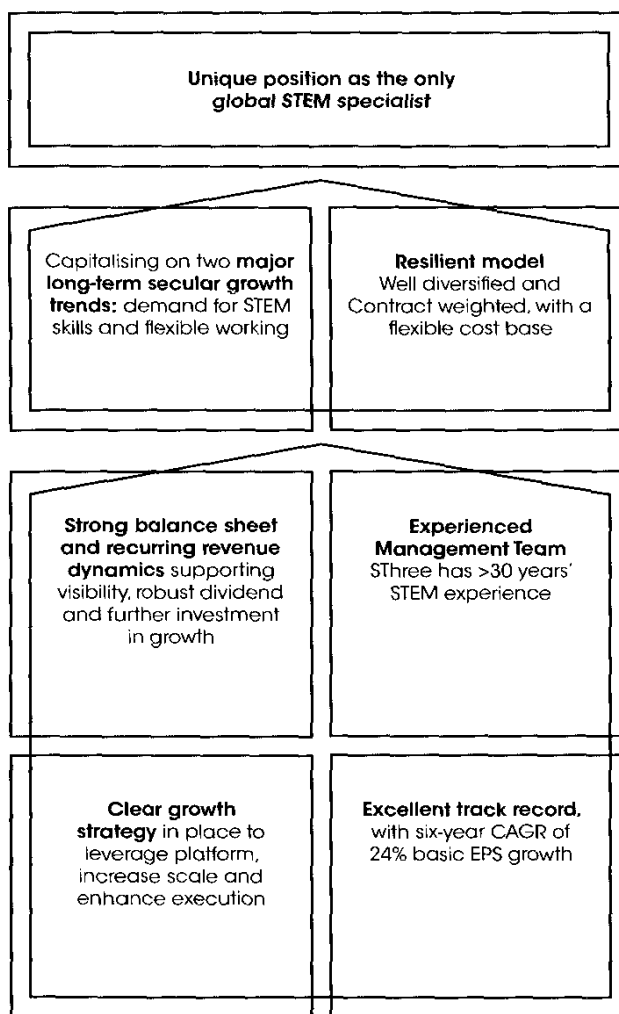 Unique position as the only
global STEM specialist
Capitalising on two major
long-term secular growth
trends: demand for STEM
skills and flexible working
Resilient model
Well diversified and
Contract weighted, with a
flexible cost base
Strong balance sheet
and recurring revenue
dynamics supporting
visibility, robust dividend
and further investment
in growth
Experienced
Management Team
SThree has >30 years'
STEM experience
Clear growth
strategy in place to
leverage platform,
increase scale and
enhance execution
Excellent track record,
with six-year CAGR of
24% basic EPS growth